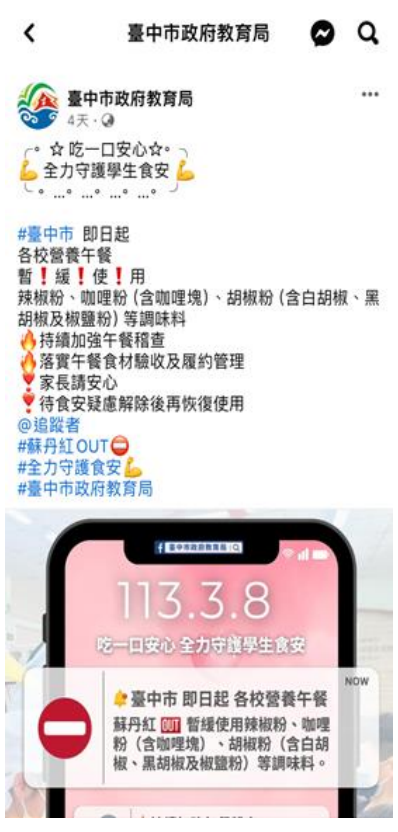 臺中市政府教育局
臺中市政府教育局
4天
☆吃一口安心☆
💪全力守護學生食安💪
#臺中市 即日起
各校營養午餐
暫❗緩❗使❗用
辣椒粉、咖哩粉(含咖哩塊)、胡椒粉(含白胡椒、黑
胡椒及椒鹽粉)等調味料
🔥持續加強午餐稽查
🔥落實午餐食材驗收及履約管理
❣️家長請安心
❣️待食安疑慮解除後再恢復使用
@追蹤者
#蘇丹紅OUT⛔
#全力守護食安💪
#臺中市政府教育局
臺中市政府教育局
113.3.8
吃一口安心 全力守護學生食安
NOW
臺中市 即日起 各校營養午餐
蘇丹紅 OUT 暫緩使用辣椒粉、咖哩
粉(含咖哩塊)、胡椒粉(含白胡
椒、黑胡椒及椒鹽粉)等調味料。